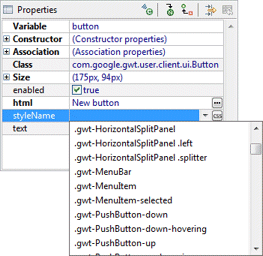 Properties
Variable button
Constructor (Constructor properties)
Association (Association properties)
Class com.google.gwt.user.client.ui.Button
Size (175px, 94px)
enabled true
html New button
styleName css
text
.gwt-HorizontalSplitPanel
.gwt-HorizontalSplitPanel .left
.gwt-HorizontalSplitPanel .splitter
.gwt-MenuBar
.gwt-MenuItem
.gwt-MenuItem-selected
.gwt-PushButton-down
.gwt-PushButton-down-hovering
.gwt-PushButton-up